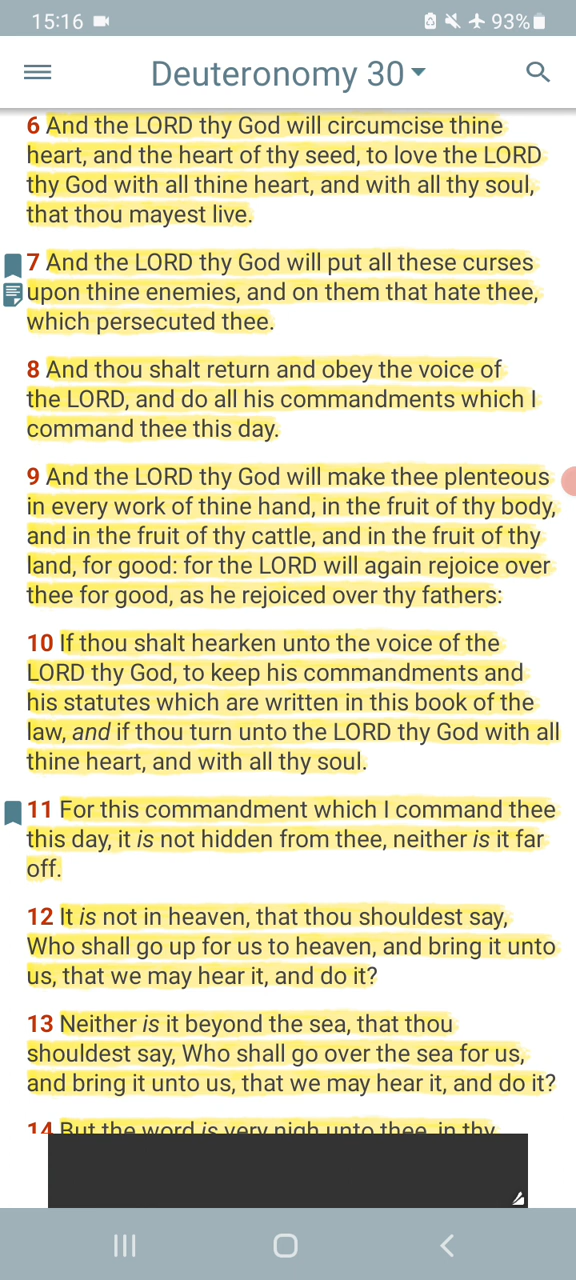 15:16
93%
Deuteronomy 30
6 And the LORD thy God will circumcise thine
heart, and the heart of thy seed, to love the LORD
thy God with all thine heart, and with all thy soul,
that thou mayest live.
7 And the LORD thy God will put all these curses
upon thine enemies, and on them that hate thee,
which persecuted thee.
8 And thou shalt return and obey the voice of
the LORD, and do all his commandments which I
command thee this day.
9 And the LORD thy God will make thee plenteous
in every work of thine hand, in the fruit of thy body,
and in the fruit of thy cattle, and in the fruit of thy
land, for good: for the LORD will again rejoice over
thee for good, as he rejoiced over thy fathers:
10 If thou shalt hearken unto the voice of the
LORD thy God, to keep his commandments and
his statutes which are written in this book of the
law, and if thou turn unto the LORD thy God with all
thine heart, and with all thy soul.
11 For this commandment which I command thee
this day, it is not hidden from thee, neither is it far
off.
12 It is not in heaven, that thou shouldest say,
Who shall go up for us to heaven, and bring it unto
us, that we may hear it, and do it?
13 Neither is it beyond the sea, that thou
shouldest say, Who shall go over the sea for us,
and bring it unto us, that we may hear it, and do it?
14 But the word is very nigh unto thee, in thy